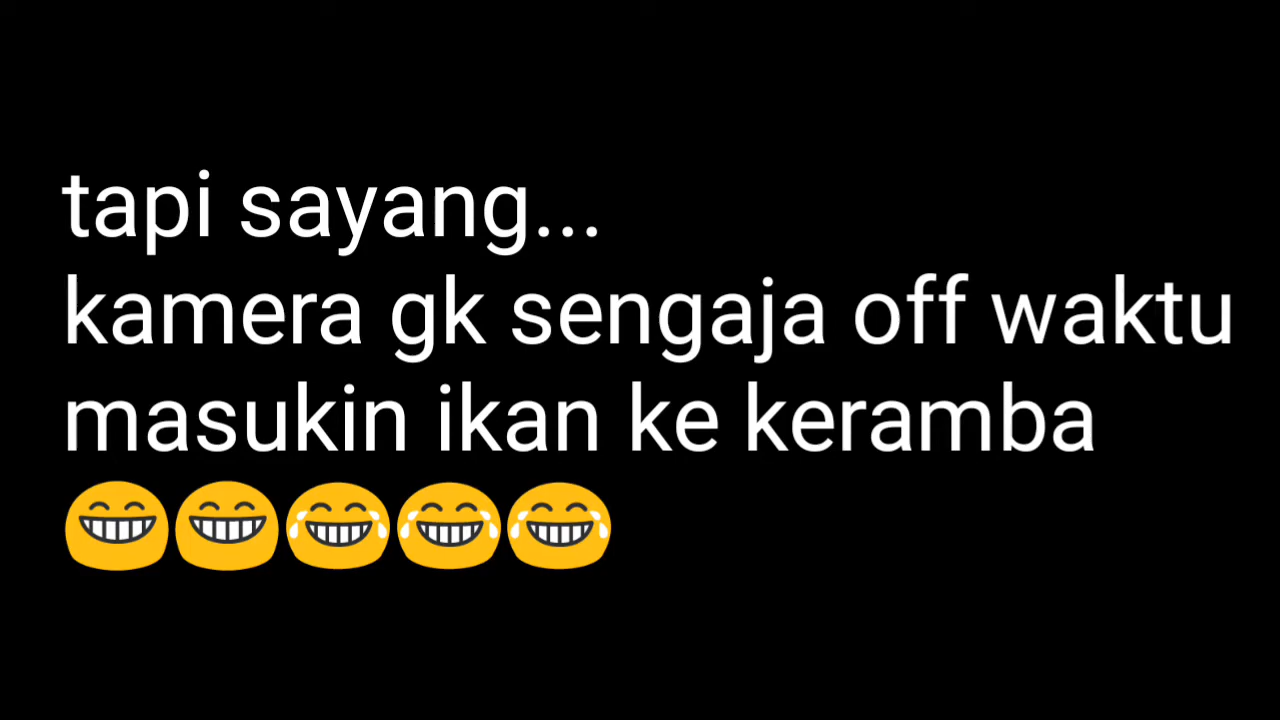 tapi sayang...
kamera gk sengaja off waktu
masukin ikan ke keramba
😁😁😂😂😂